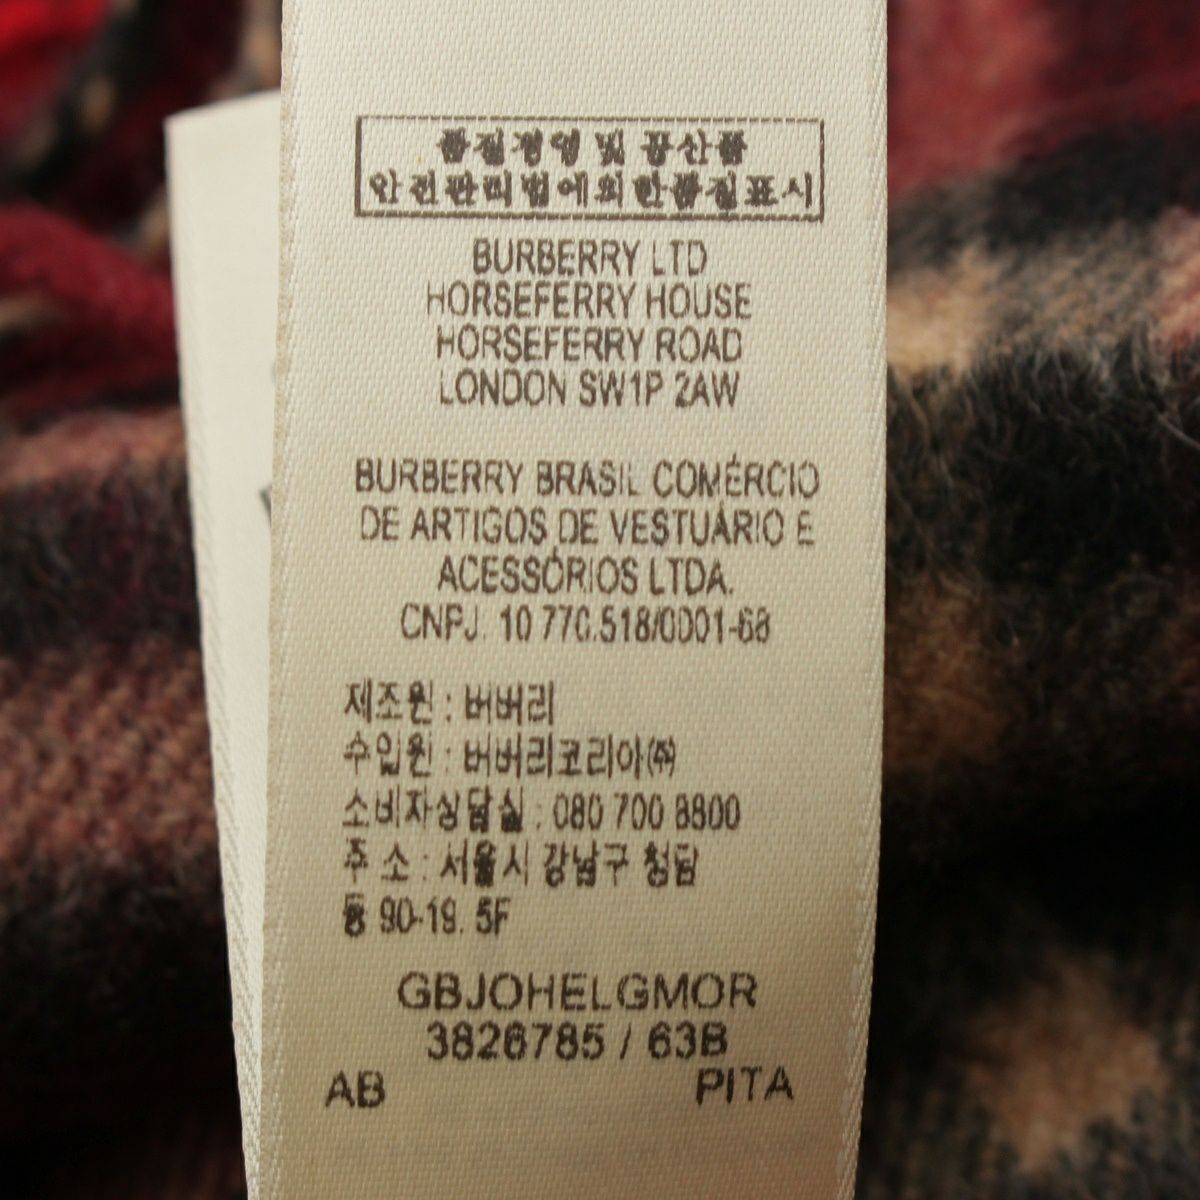 품질경영 및 공산품
안전관리법에의한품질표시
BURBERRY LTD
HORSEFERRY HOUSE
HORSEFERRY ROAD
LONDON SW1P 2AW
BURBERRY BRASIL COMÉRCIO
DE ARTIGOS DE VESTUÁRIO E
ACESSÓRIOS LTDA.
CNPJ. 10 770.518/0001-68
제조원 : 버버리
수입원 : 버버리코리아㈜
소비자상담실 : 080 700 8800
주 소 : 서울시 강남구 청담
동 90-19. 5F
GBJOHELGMOR
3826785 / 63B
AB PITA